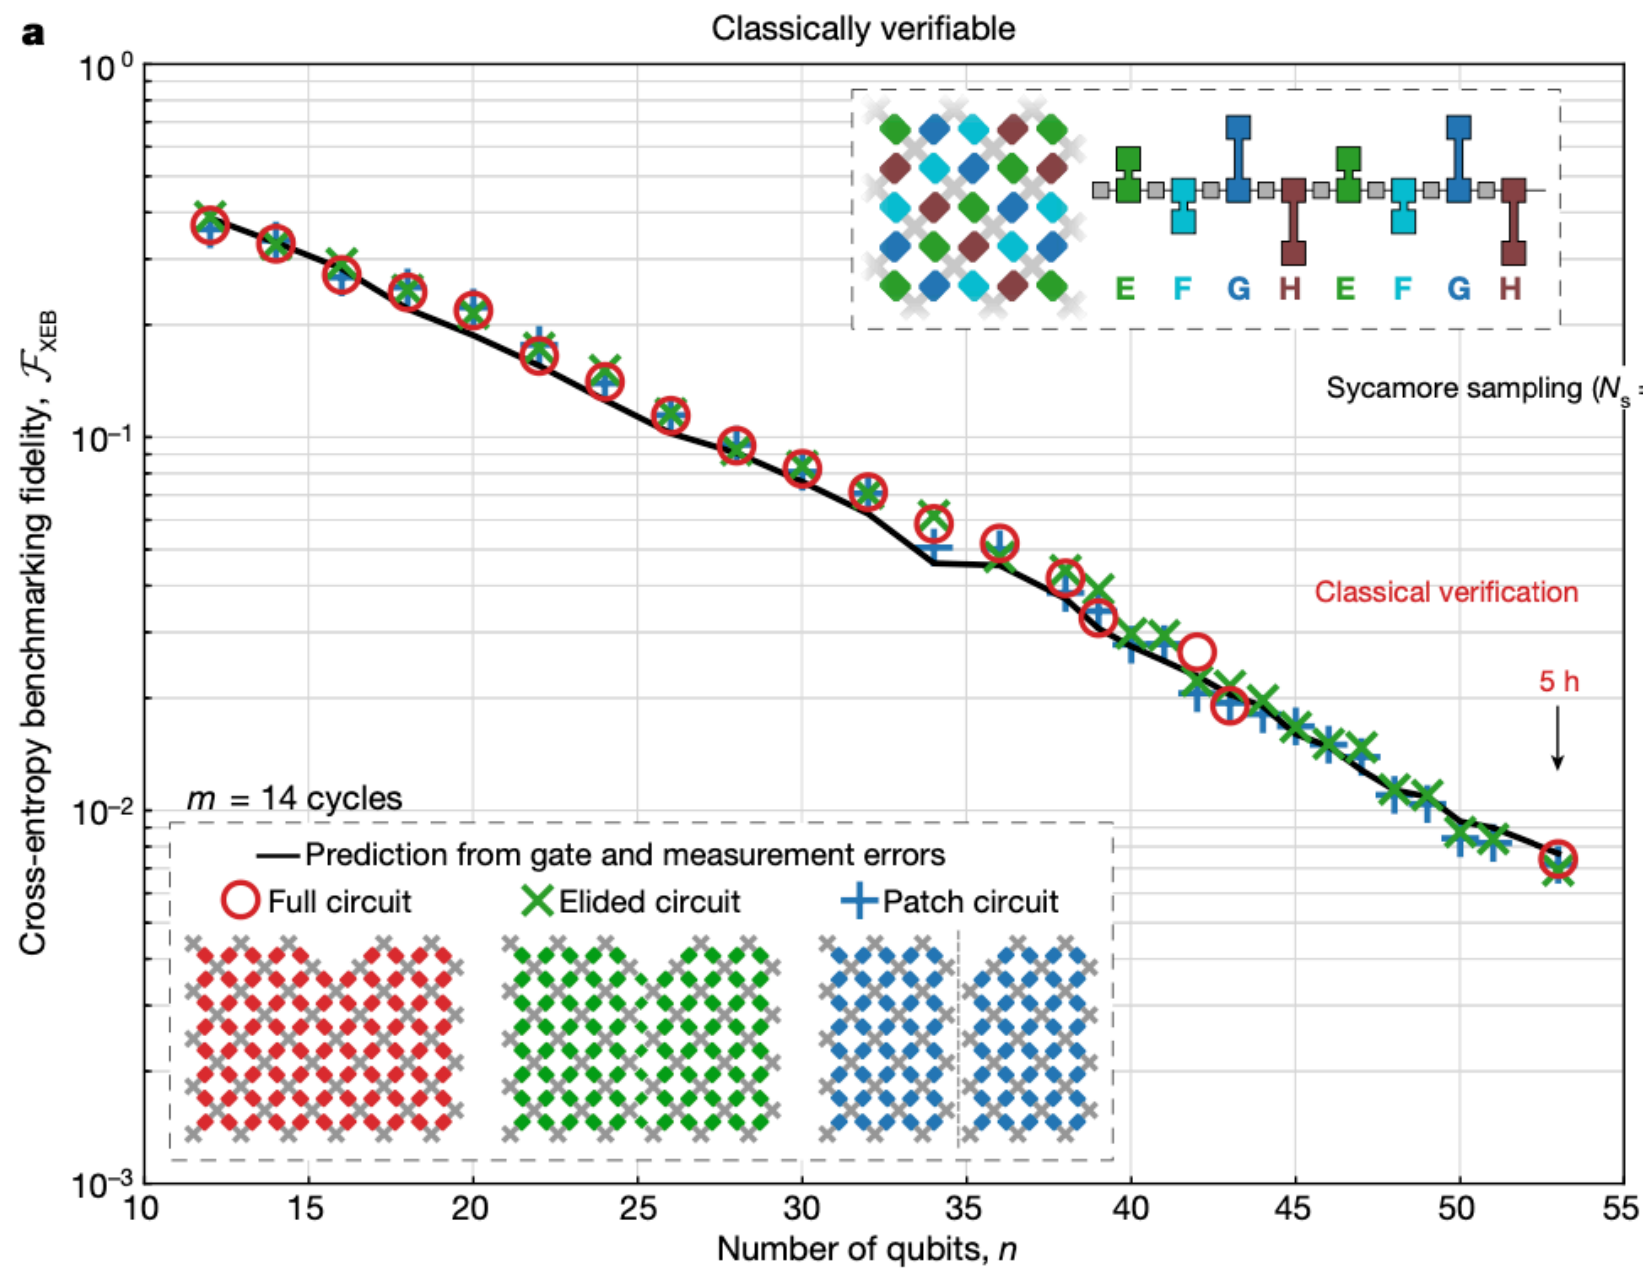 a
Classically verifiable
10⁰
10⁻¹
10⁻²
10⁻³
Cross-entropy benchmarking fidelity, ℱ_XEB
E F G H E F G H
Sycamore sampling (Nₛ =
Classical verification
5 h
m = 14 cycles
Prediction from gate and measurement errors
Full circuit Elided circuit Patch circuit
10 15 20 25 30 35 40 45 50 55
Number of qubits, n